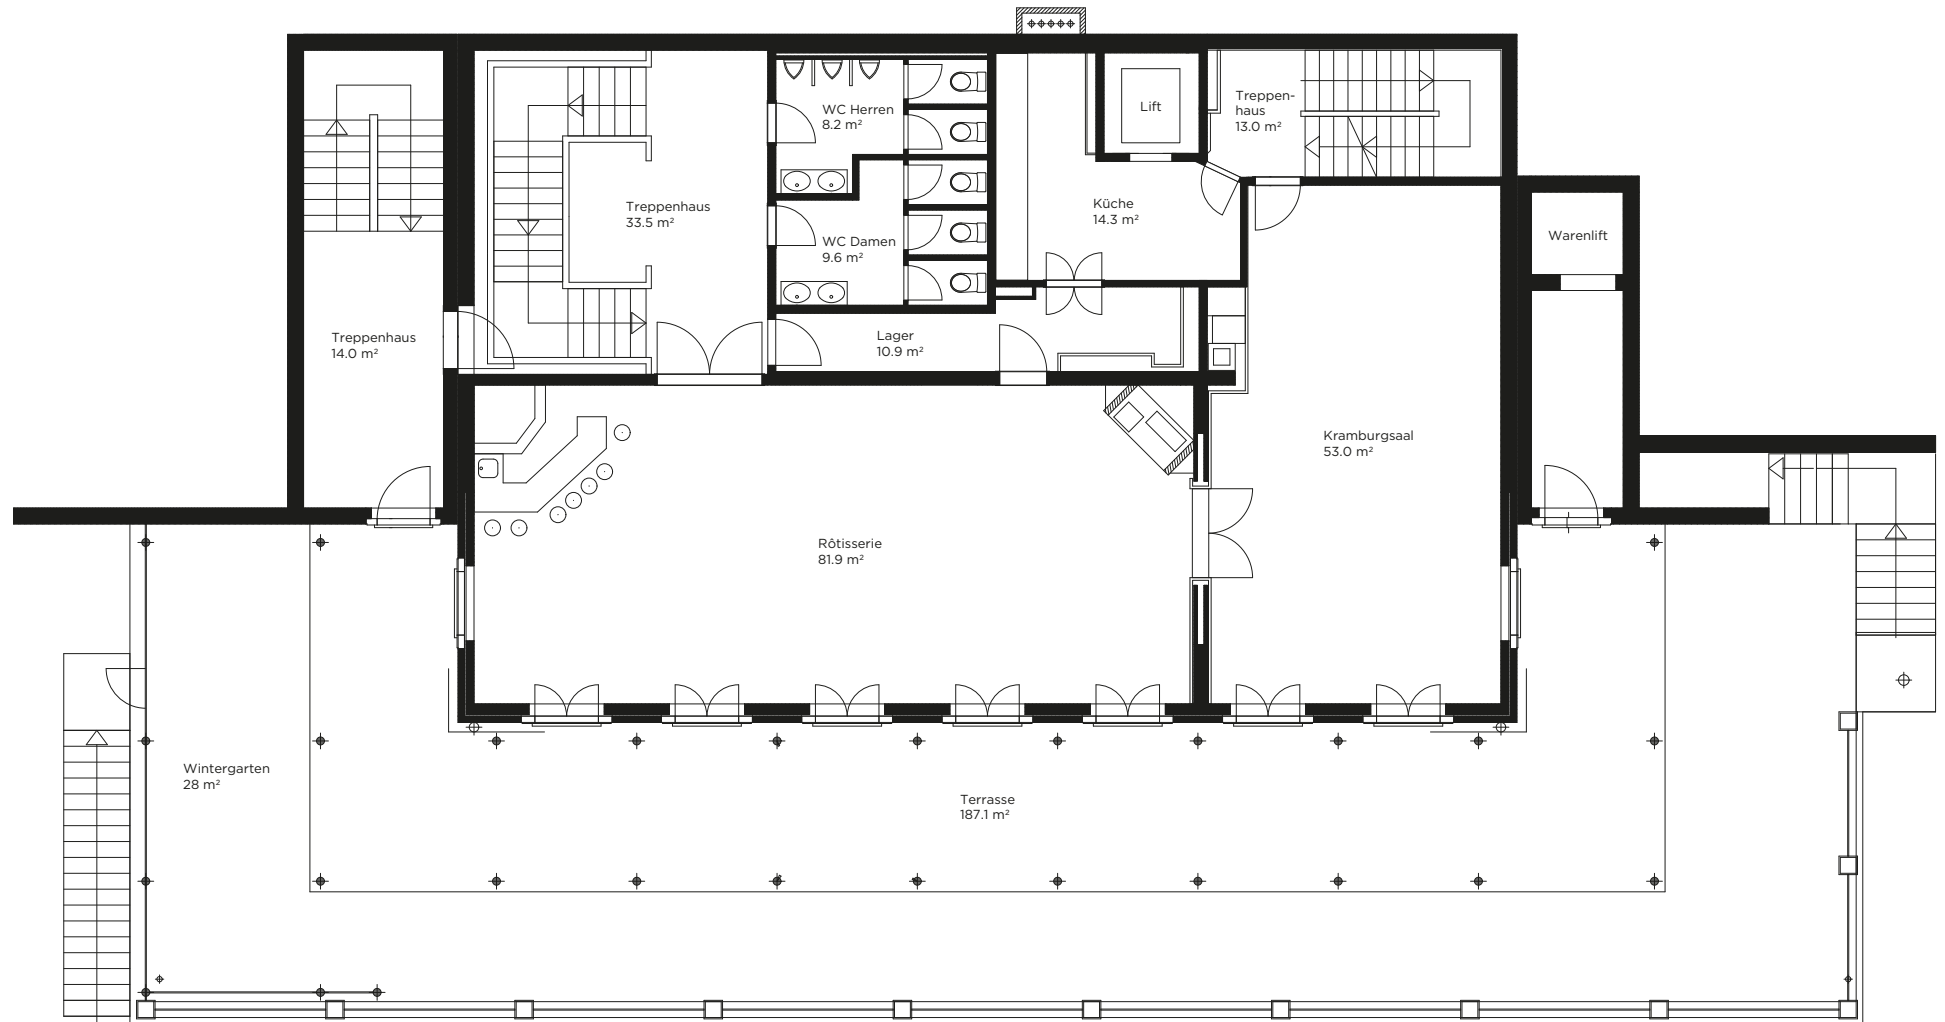 WC Herren
8.2 m²
Lift
Treppen-
haus
13.0 m²
Treppenhaus
33.5 m²
Küche
14.3 m²
WC Damen
9.6 m²
Warenlift
Treppenhaus
14.0 m²
Lager
10.9 m²
Kramburgsaal
53.0 m²
Rôtisserie
81.9 m²
Wintergarten
28 m²
Terrasse
187.1 m²